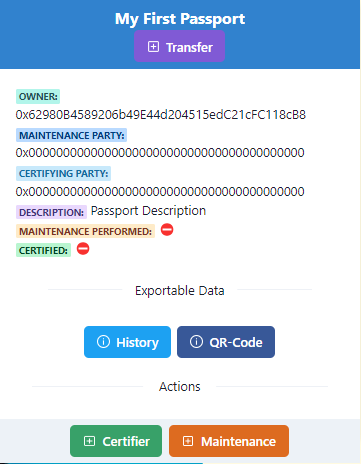 My First Passport
Transfer
OWNER:
0x62980B4589206b49E44d204515edC21cFC118cB8
MAINTENANCE PARTY:
0x0000000000000000000000000000000000000000
CERTIFYING PARTY:
0x0000000000000000000000000000000000000000
DESCRIPTION: Passport Description
MAINTENANCE PERFORMED:
CERTIFIED:
Exportable Data
History QR-Code
Actions
Certifier Maintenance